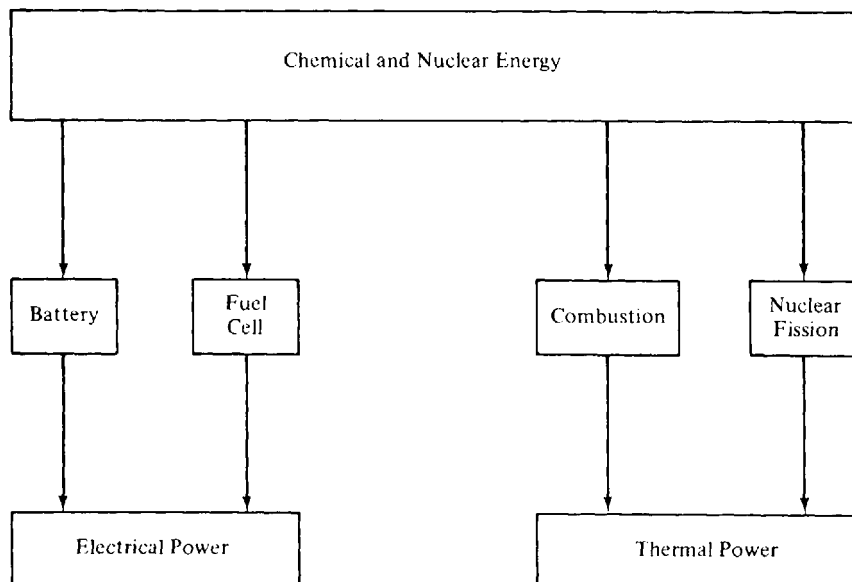 Chemical and Nuclear Energy
Battery
Fuel
Cell
Combustion
Nuclear
Fission
Electrical Power
Thermal Power